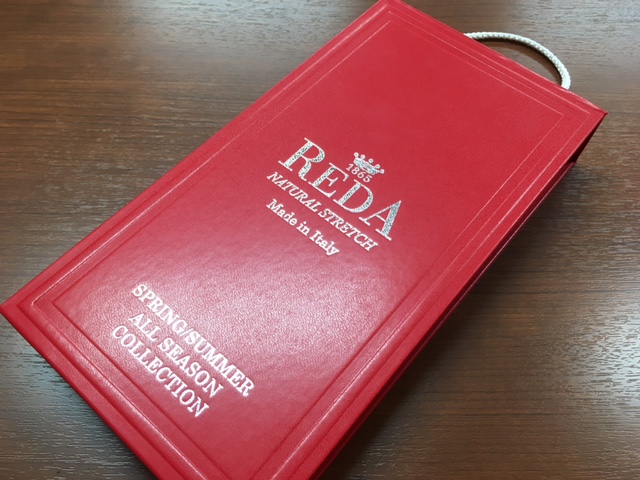 1865
REDA
NATURAL STRETCH
Made in Italy
SPRING/SUMMER
ALL SEASON
COLLECTION